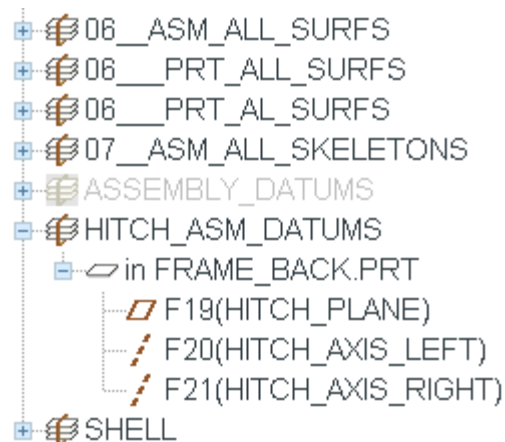 06__ASM_ALL_SURFS
06___PRT_ALL_SURFS
06___PRT_AL_SURFS
07__ASM_ALL_SKELETONS
ASSEMBLY_DATUMS
HITCH_ASM_DATUMS
in FRAME_BACK.PRT
F19(HITCH_PLANE)
F20(HITCH_AXIS_LEFT)
F21(HITCH_AXIS_RIGHT)
SHELL